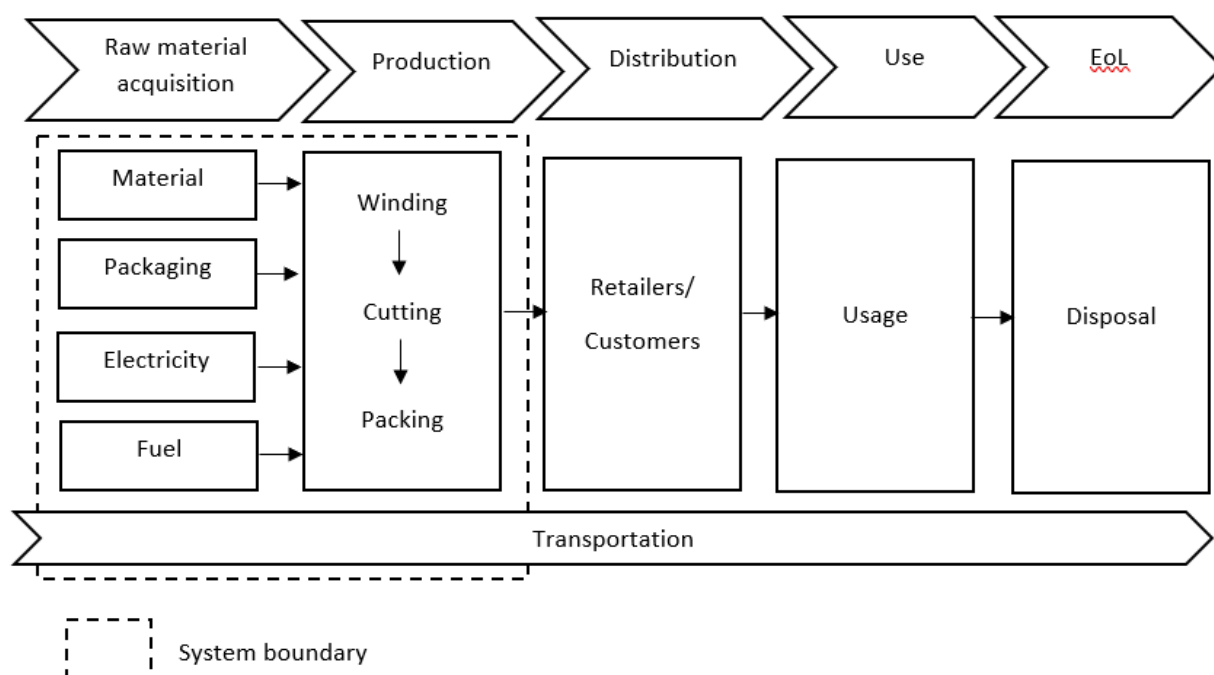 Raw material
acquisition
Production
Distribution
Use
EoL
Material
Packaging
Electricity
Fuel
Winding
Cutting
Packing
Retailers/
Customers
Usage
Disposal
Transportation
System boundary